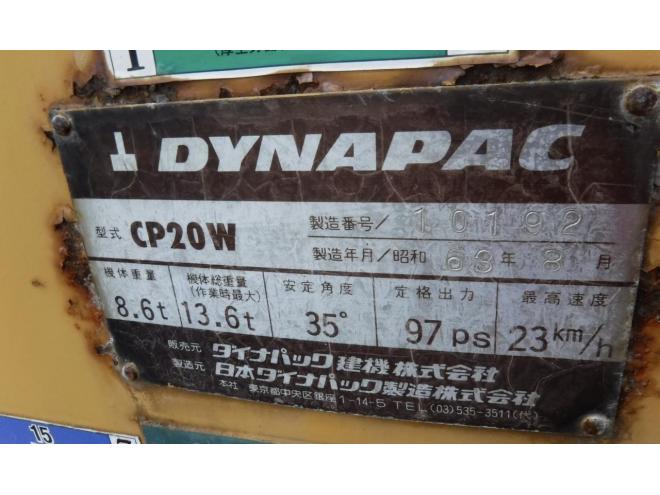 DYNAPAC
型式 CP20W
製造番号/ 10192
製造年月/昭和 63年 8月
機体重量 機体総重量(作業時最大) 安定角度 定格出力 最高速度
8.6t 13.6t 35° 97ps 23km/h
販売元 ダイナパック建機株式会社
製造元 日本ダイナパック製造株式会社
本社 東京都中央区銀座1-14-5 TEL(03)535-3511(代)
15